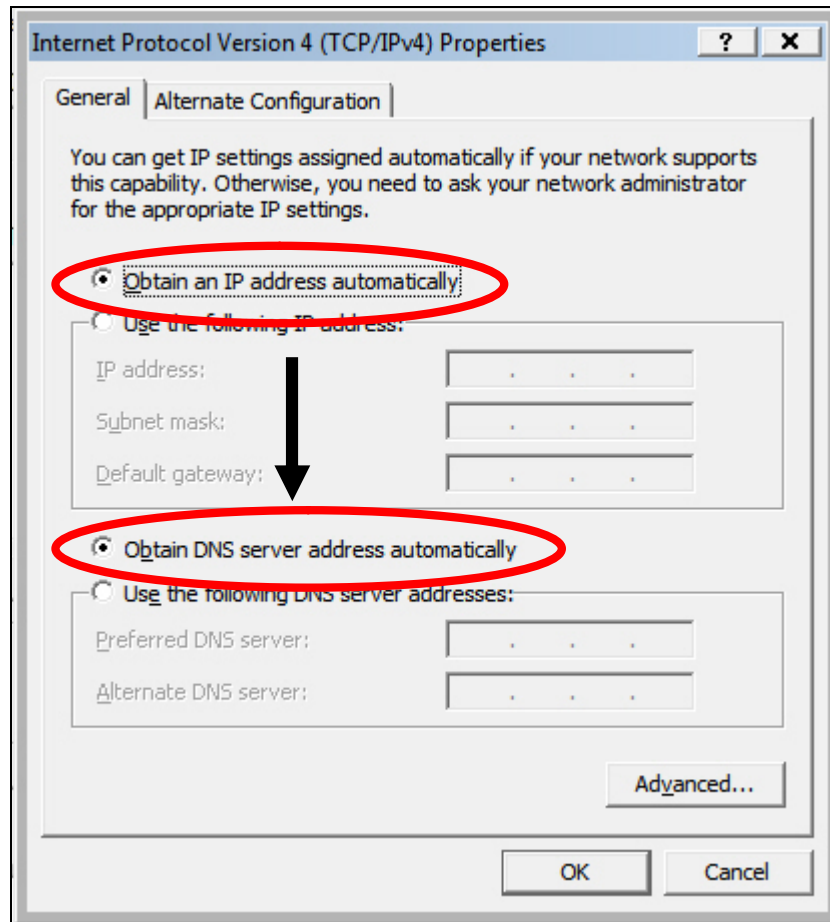 Internet Protocol Version 4 (TCP/IPv4) Properties
General
Alternate Configuration
You can get IP settings assigned automatically if your network supports
this capability. Otherwise, you need to ask your network administrator
for the appropriate IP settings.
Obtain an IP address automatically
Use the following IP address:
IP address:
Subnet mask:
Default gateway:
Obtain DNS server address automatically
Use the following DNS server addresses:
Preferred DNS server:
Alternate DNS server:
Advanced...
OK
Cancel